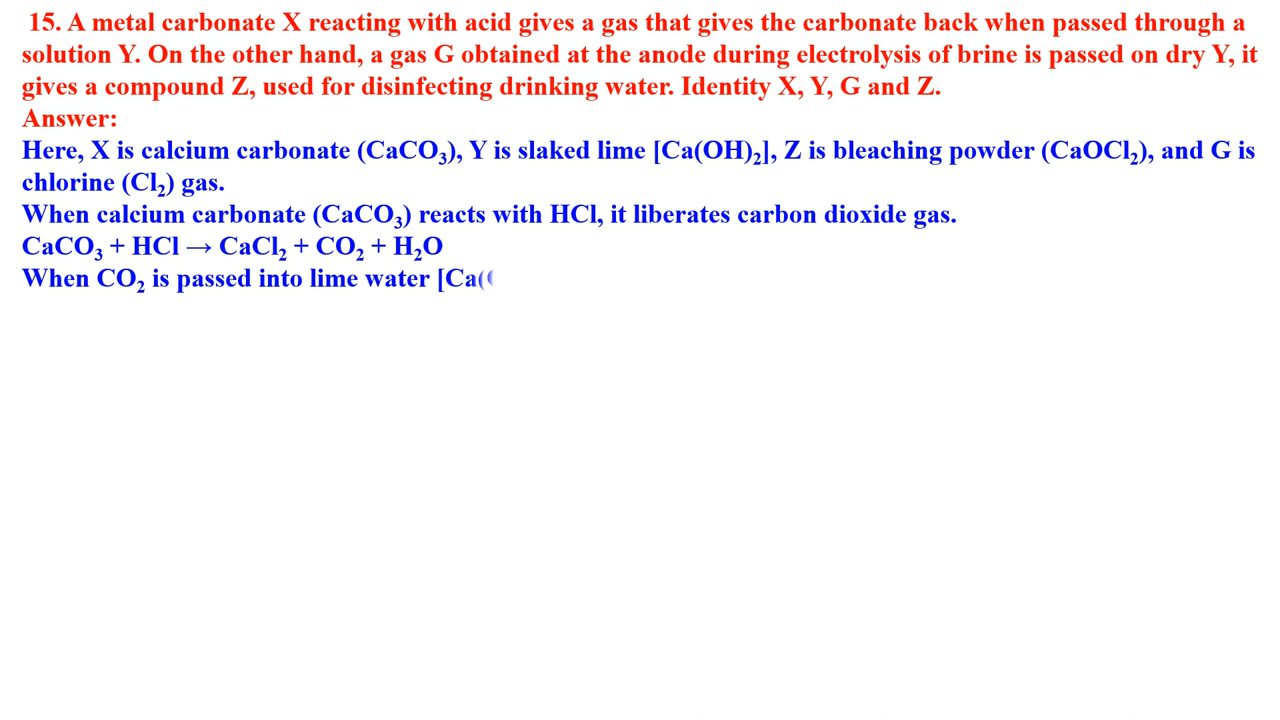 15. A metal carbonate X reacting with acid gives a gas that gives the carbonate back when passed through a
solution Y. On the other hand, a gas G obtained at the anode during electrolysis of brine is passed on dry Y, it
gives a compound Z, used for disinfecting drinking water. Identity X, Y, G and Z.
Answer:
Here, X is calcium carbonate (CaCO₃), Y is slaked lime [Ca(OH)₂], Z is bleaching powder (CaOCl₂), and G is
chlorine (Cl₂) gas.
When calcium carbonate (CaCO₃) reacts with HCl, it liberates carbon dioxide gas.
CaCO₃ + HCl → CaCl₂ + CO₂ + H₂O
When CO₂ is passed into lime water [Ca(